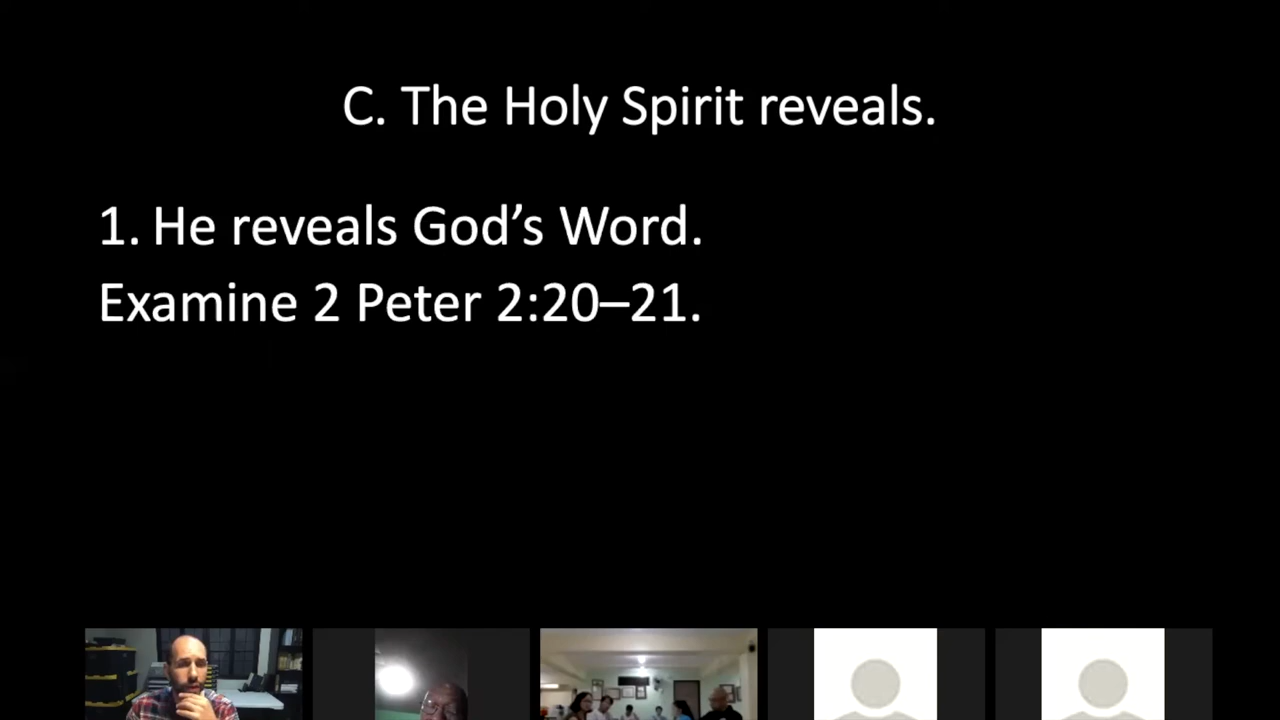 C. The Holy Spirit reveals.
1. He reveals God’s Word.
Examine 2 Peter 2:20–21.